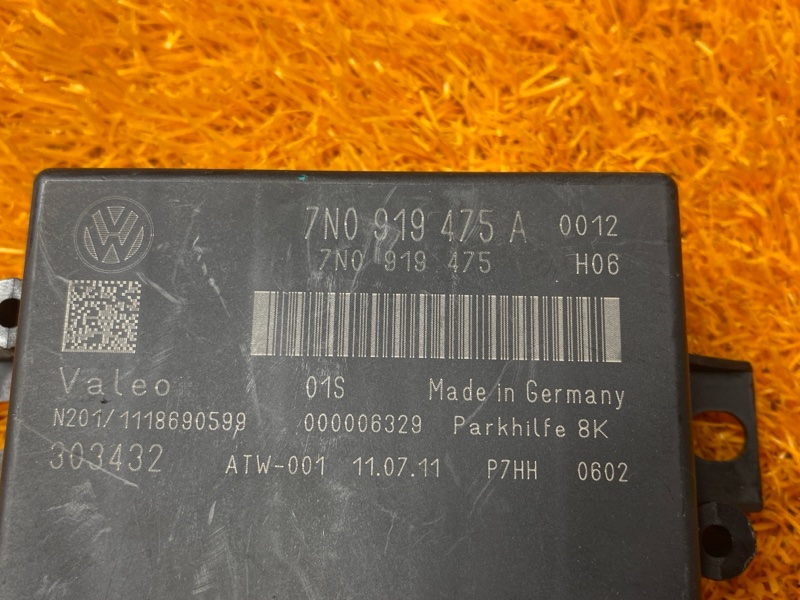 7N0 919 475 A 0012
7N0 919 475 H06
Valeo 01S Made in Germany
N201/1118690599 000006329 Parkhilfe 8K
303432 ATW-001 11.07.11 P7HH 0602